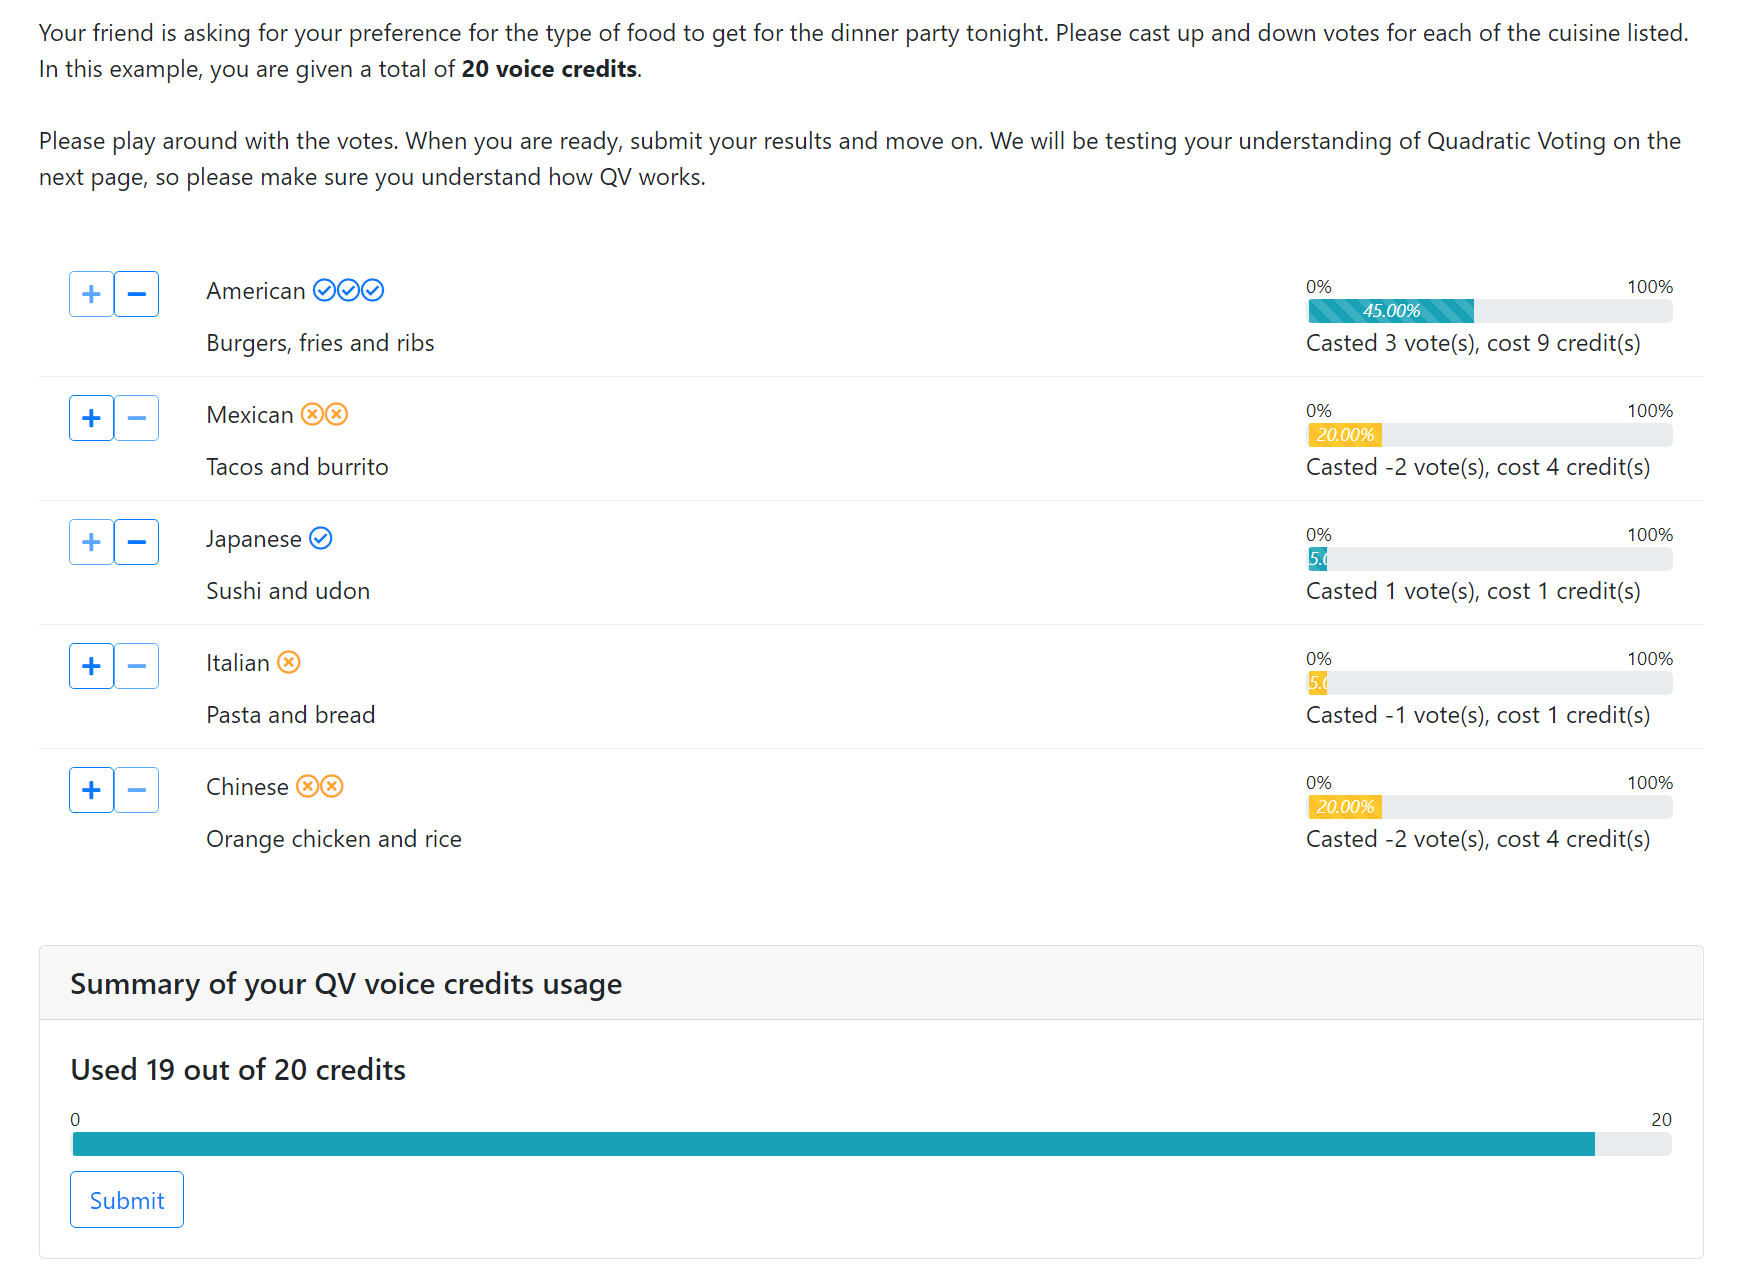 Your friend is asking for your preference for the type of food to get for the dinner party tonight. Please cast up and down votes for each of the cuisine listed.
In this example, you are given a total of 20 voice credits.
Please play around with the votes. When you are ready, submit your results and move on. We will be testing your understanding of Quadratic Voting on the
next page, so please make sure you understand how QV works.
American
0% 100%
45.00%
Burgers, fries and ribs
Casted 3 vote(s), cost 9 credit(s)
Mexican
0% 100%
20.00%
Tacos and burrito
Casted -2 vote(s), cost 4 credit(s)
Japanese
0% 100%
Sushi and udon
Casted 1 vote(s), cost 1 credit(s)
Italian
0% 100%
Pasta and bread
Casted -1 vote(s), cost 1 credit(s)
Chinese
0% 100%
20.00%
Orange chicken and rice
Casted -2 vote(s), cost 4 credit(s)
Summary of your QV voice credits usage
Used 19 out of 20 credits
0 20
Submit